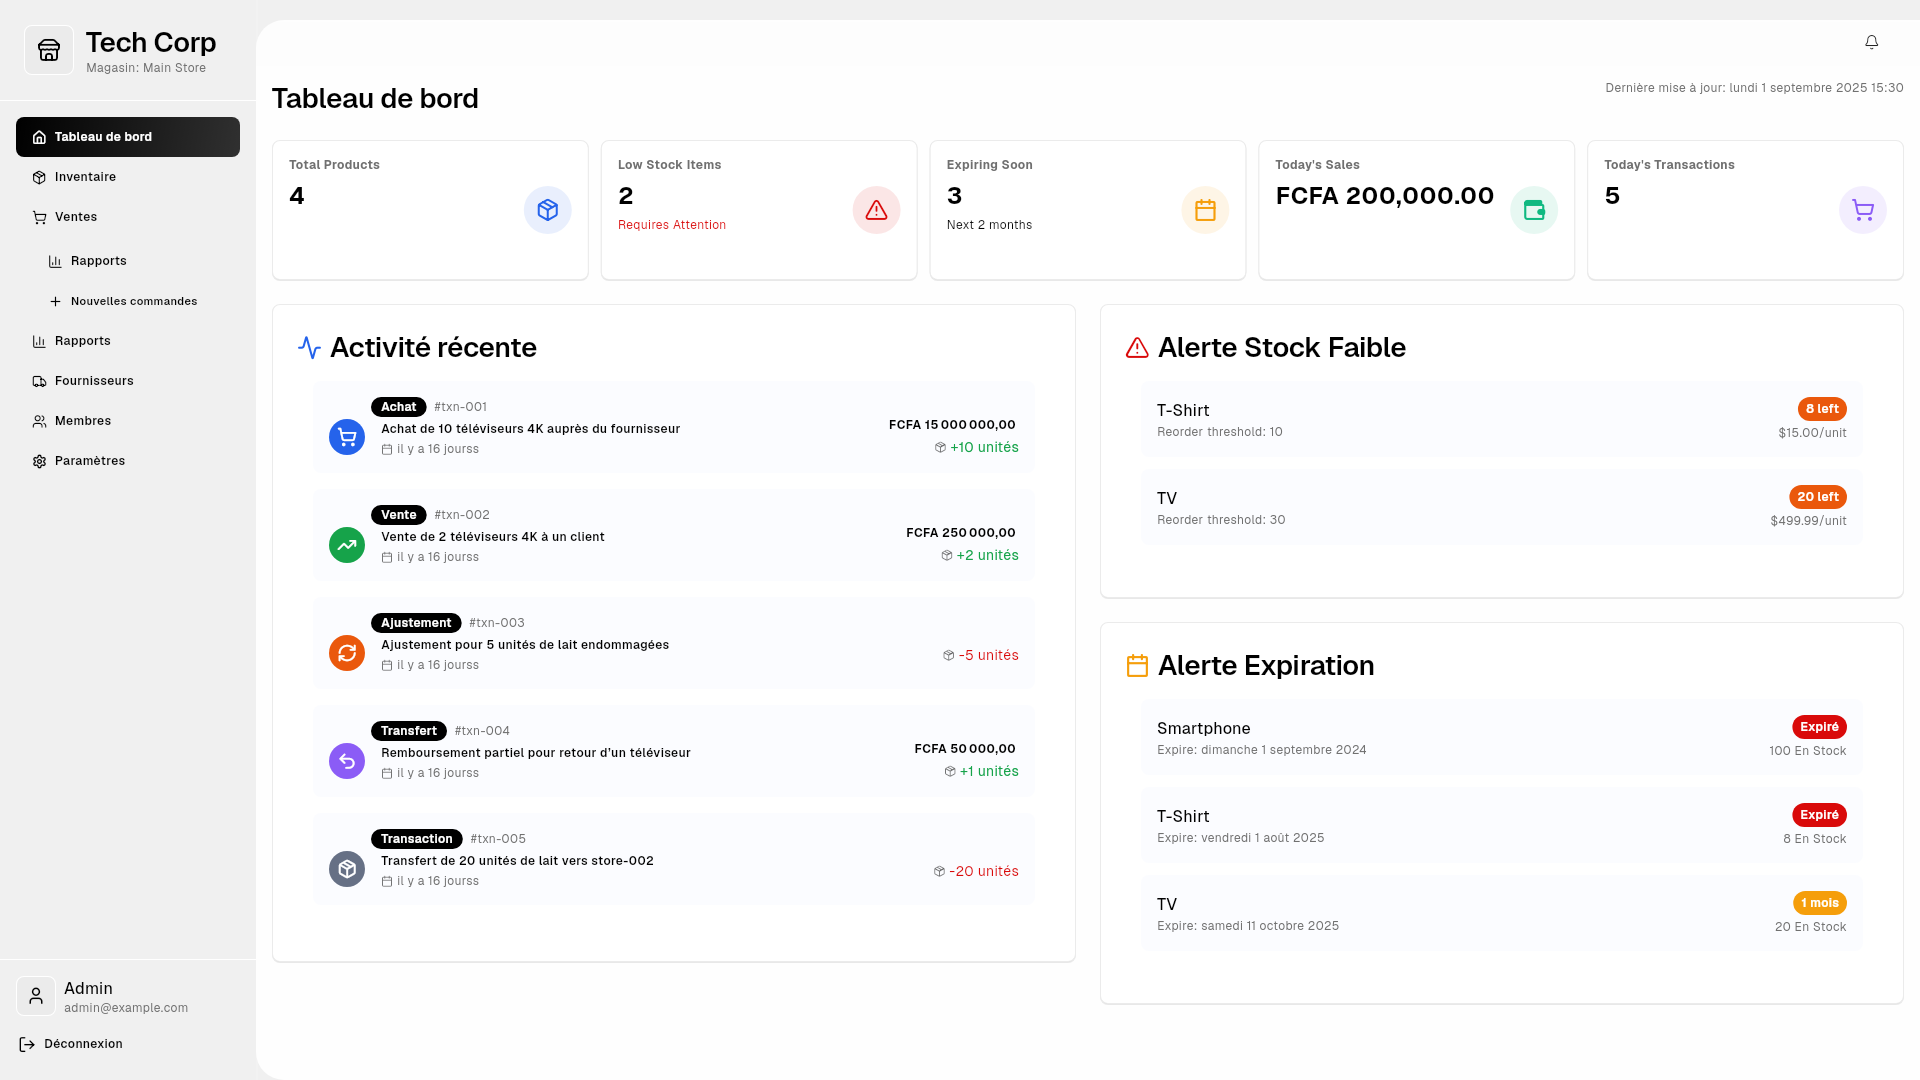 Tech Corp
Magasin: Main Store
Tableau de bord
Inventaire
Ventes
Rapports
Nouvelles commandes
Rapports
Fournisseurs
Membres
Paramètres
Admin
admin@example.com
Déconnexion
Tableau de bord
Dernière mise à jour: lundi 1 septembre 2025 15:30
Total Products
4
Low Stock Items
2
Requires Attention
Expiring Soon
3
Next 2 months
Today's Sales
FCFA 200,000.00
Today's Transactions
5
Activité récente
Achat #txn-001
Achat de 10 téléviseurs 4K auprès du fournisseur
il y a 16 jourss
FCFA 15 000 000,00
+10 unités
Vente #txn-002
Vente de 2 téléviseurs 4K à un client
il y a 16 jourss
FCFA 250 000,00
+2 unités
Ajustement #txn-003
Ajustement pour 5 unités de lait endommagées
il y a 16 jourss
-5 unités
Transfert #txn-004
Remboursement partiel pour retour d’un téléviseur
il y a 16 jourss
FCFA 50 000,00
+1 unités
Transaction #txn-005
Transfert de 20 unités de lait vers store-002
il y a 16 jourss
-20 unités
Alerte Stock Faible
T-Shirt
Reorder threshold: 10
8 left
$15.00/unit
TV
Reorder threshold: 30
20 left
$499.99/unit
Alerte Expiration
Smartphone
Expire: dimanche 1 septembre 2024
Expiré
100 En Stock
T-Shirt
Expire: vendredi 1 août 2025
Expiré
8 En Stock
TV
Expire: samedi 11 octobre 2025
1 mois
20 En Stock